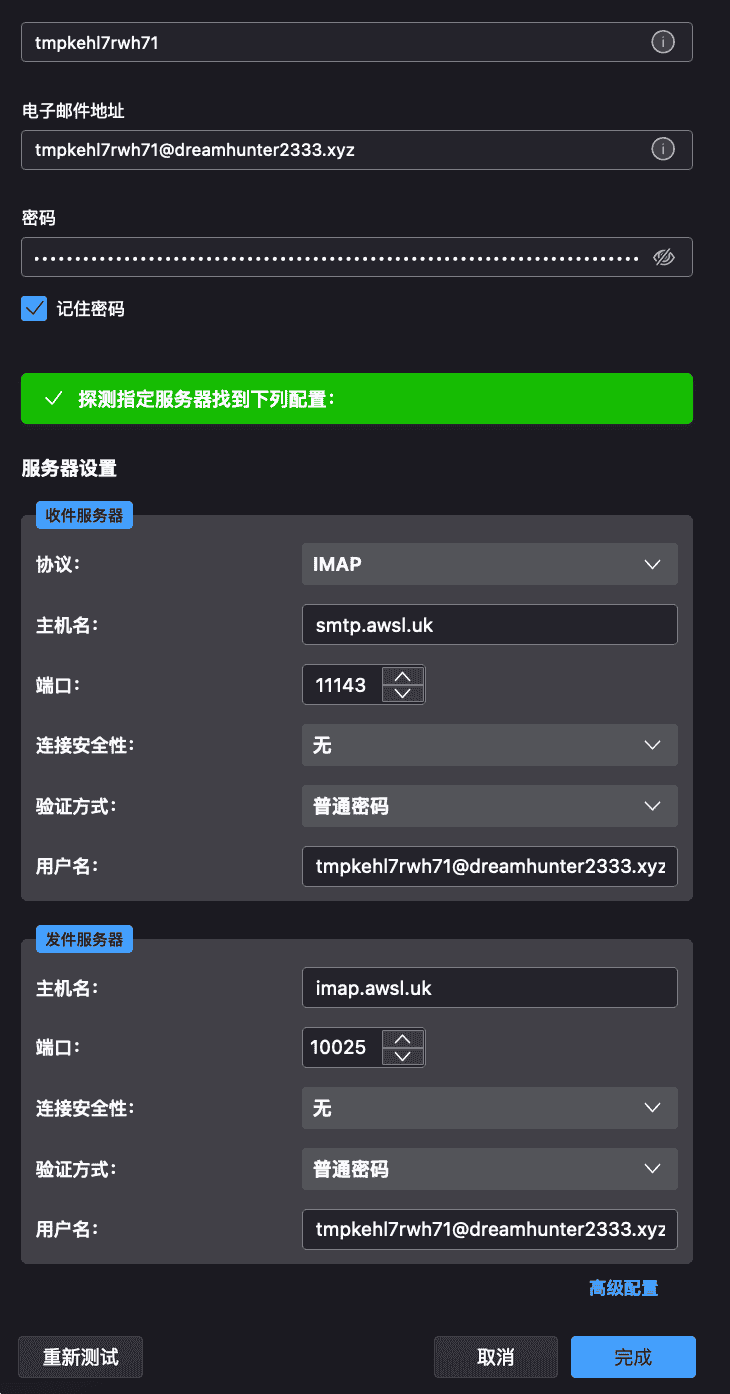 tmpkehl7rwh71
电子邮件地址
tmpkehl7rwh71@dreamhunter2333.xyz
密码
记住密码
探测指定服务器找到下列配置：
服务器设置
收件服务器
协议： IMAP
主机名： smtp.awsl.uk
端口： 11143
连接安全性： 无
验证方式： 普通密码
用户名： tmpkehl7rwh71@dreamhunter2333.xyz
发件服务器
主机名： imap.awsl.uk
端口： 10025
连接安全性： 无
验证方式： 普通密码
用户名： tmpkehl7rwh71@dreamhunter2333.xyz
高级配置
重新测试 取消 完成